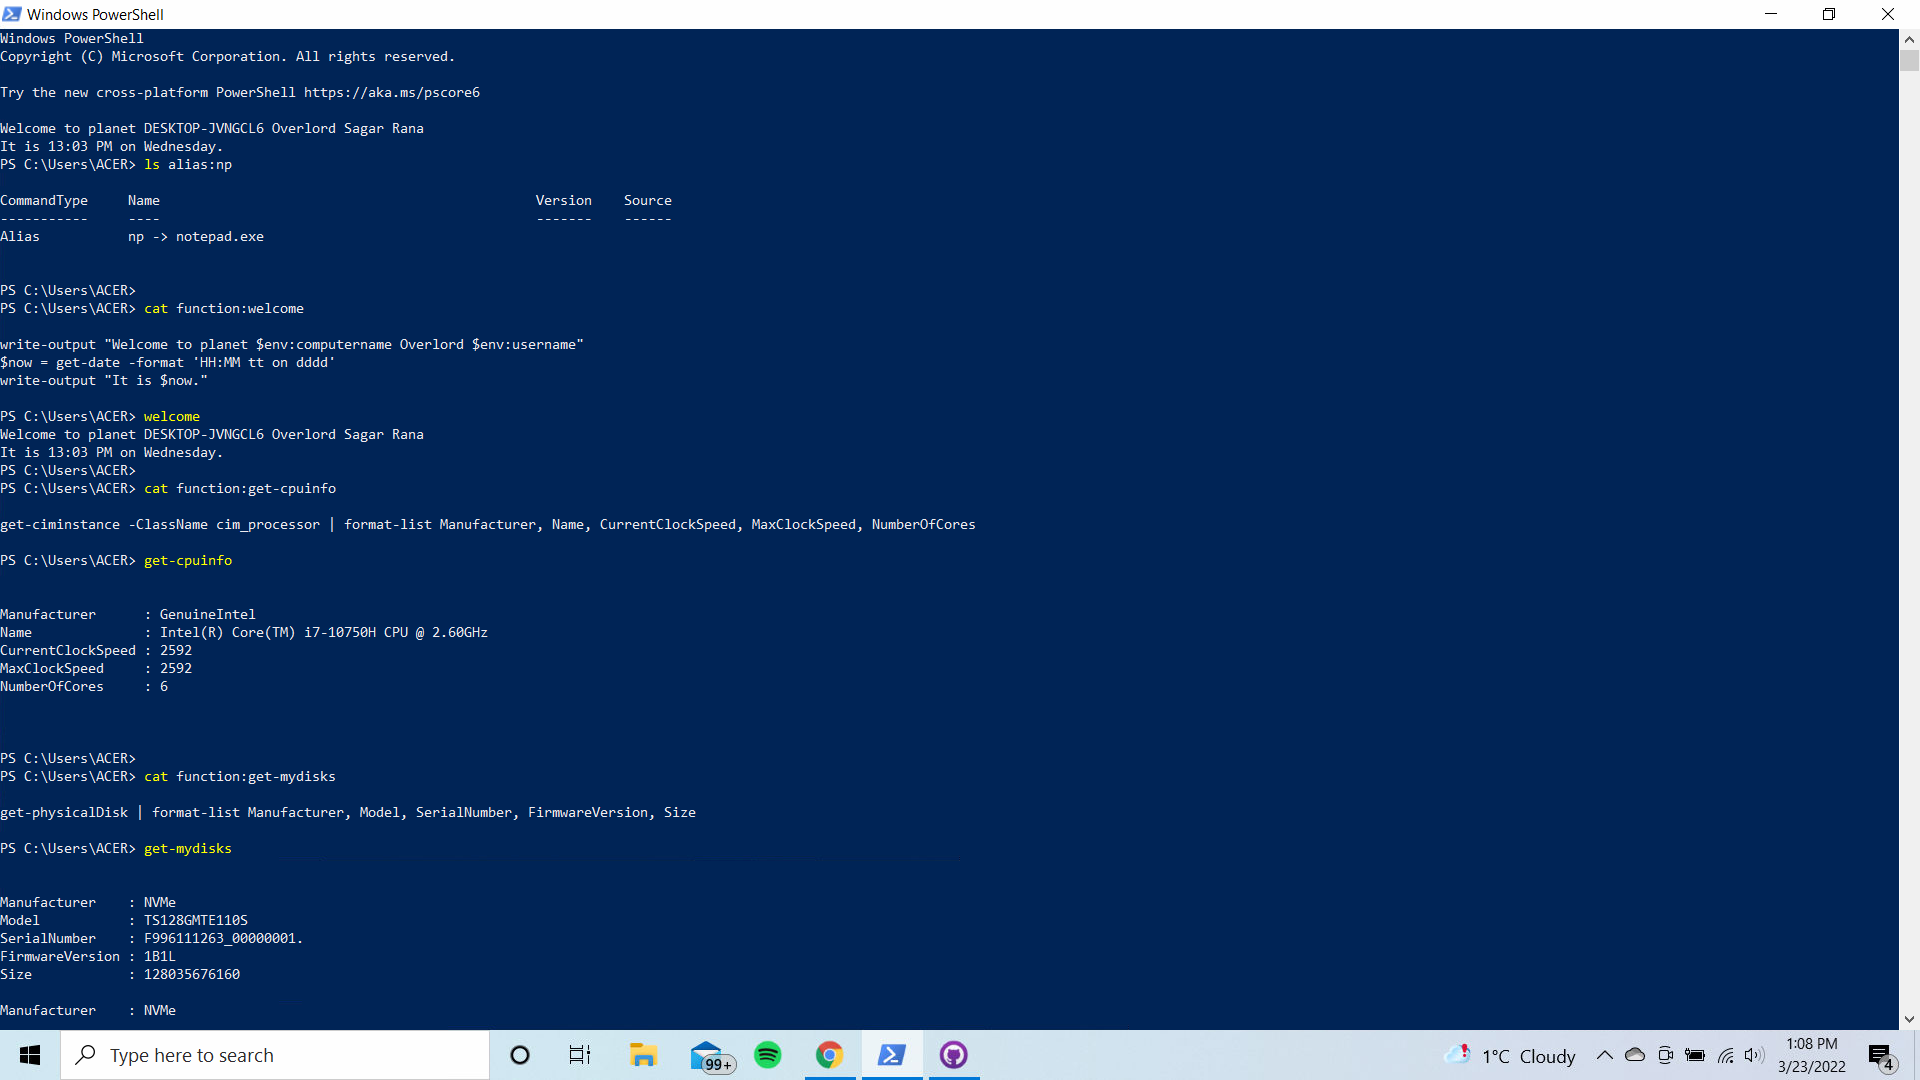 Windows PowerShell
Windows PowerShell
Copyright (C) Microsoft Corporation. All rights reserved.
Try the new cross-platform PowerShell https://aka.ms/pscore6
Welcome to planet DESKTOP-JVNGCL6 Overlord Sagar Rana
It is 13:03 PM on Wednesday.
PS C:\Users\ACER> ls alias:np
CommandType     Name                                               Version    Source
-----------     ----                                               -------    ------
Alias           np -> notepad.exe
PS C:\Users\ACER>
PS C:\Users\ACER> cat function:welcome
write-output "Welcome to planet $env:computername Overlord $env:username"
$now = get-date -format 'HH:MM tt on dddd'
write-output "It is $now."
PS C:\Users\ACER> welcome
Welcome to planet DESKTOP-JVNGCL6 Overlord Sagar Rana
It is 13:03 PM on Wednesday.
PS C:\Users\ACER>
PS C:\Users\ACER> cat function:get-cpuinfo
get-ciminstance -ClassName cim_processor | format-list Manufacturer, Name, CurrentClockSpeed, MaxClockSpeed, NumberOfCores
PS C:\Users\ACER> get-cpuinfo
Manufacturer      : GenuineIntel
Name              : Intel(R) Core(TM) i7-10750H CPU @ 2.60GHz
CurrentClockSpeed : 2592
MaxClockSpeed     : 2592
NumberOfCores     : 6
PS C:\Users\ACER>
PS C:\Users\ACER> cat function:get-mydisks
get-physicalDisk | format-list Manufacturer, Model, SerialNumber, FirmwareVersion, Size
PS C:\Users\ACER> get-mydisks
Manufacturer    : NVMe
Model           : TS128GMTE110S
SerialNumber    : F996111263_00000001.
FirmwareVersion : 1B1L
Size            : 128035676160
Manufacturer    : NVMe
Type here to search
99+
1°C Cloudy
1:08 PM
3/23/2022
4